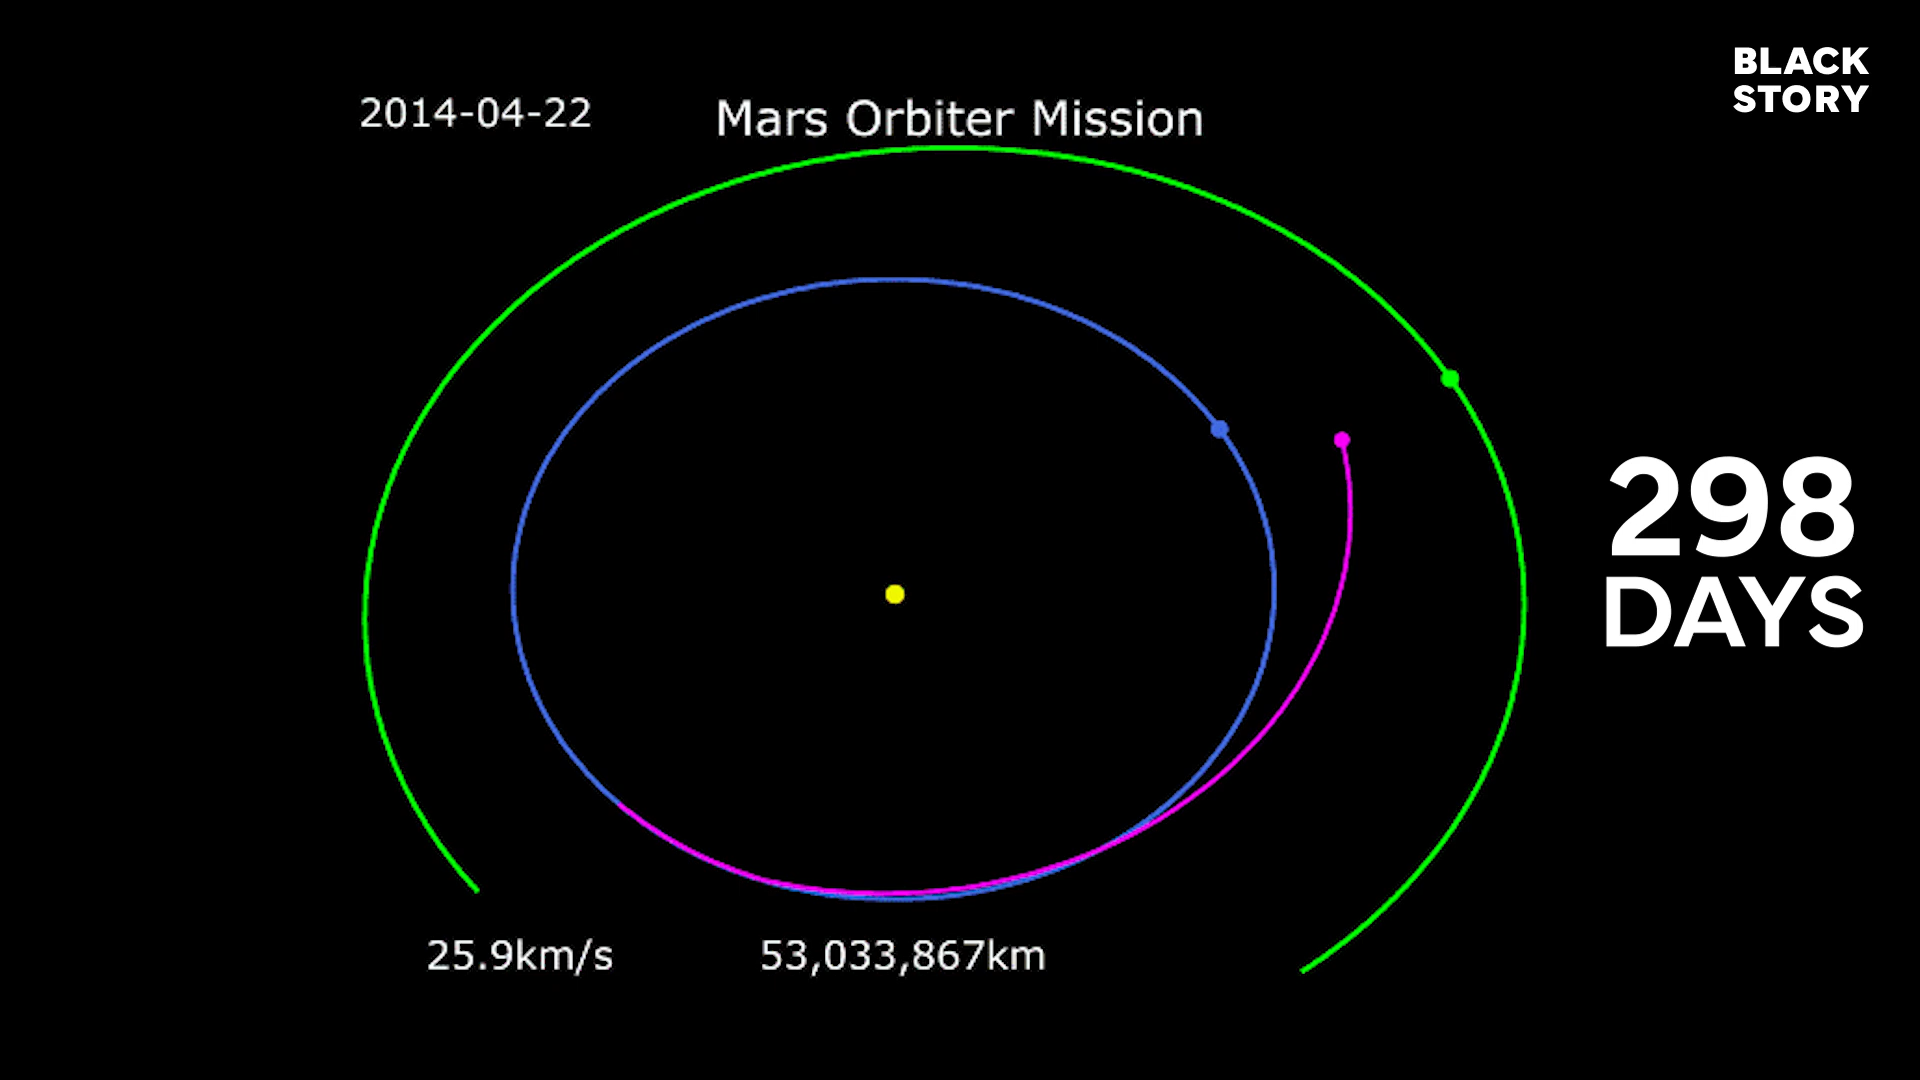 BLACK
STORY
2014-04-22
Mars Orbiter Mission
298
DAYS
25.9km/s
53,033,867km